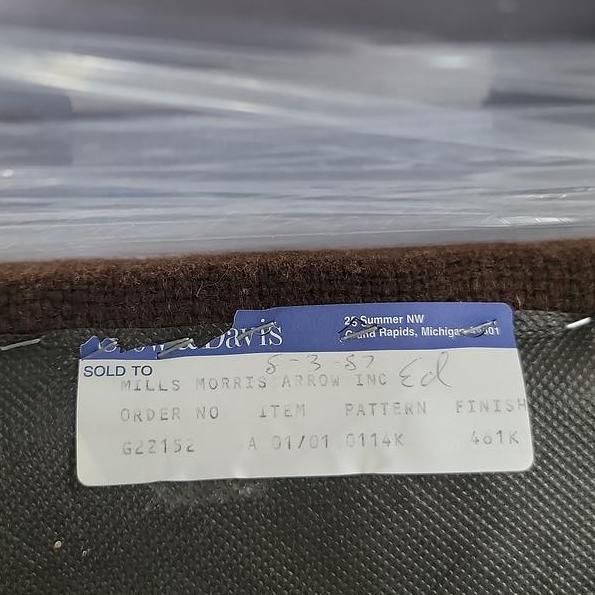 Davis
25 Summer NW
Grand Rapids, Michigan
SOLD TO
5-3-87
MILLS MORRIS ARROW INC Ed
ORDER NO ITEM PATTERN FINISH
G22152 A 01/01 0114K 461K